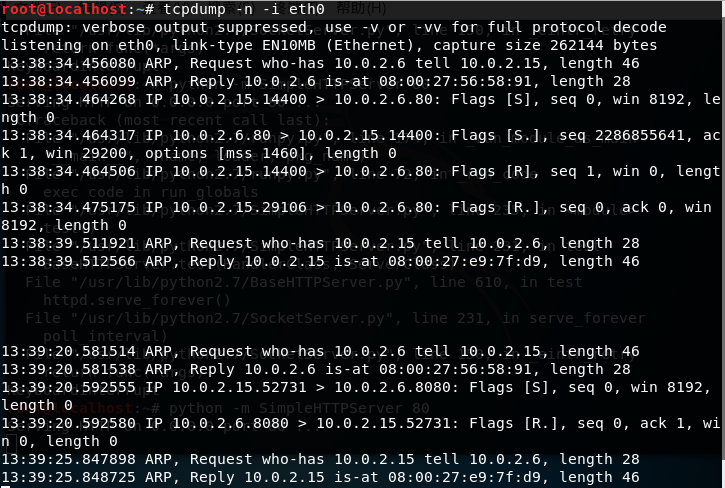 root@localhost:~# tcpdump -n -i eth0
tcpdump: verbose output suppressed, use -v or -vv for full protocol decode
listening on eth0, link-type EN10MB (Ethernet), capture size 262144 bytes
13:38:34.456080 ARP, Request who-has 10.0.2.6 tell 10.0.2.15, length 46
13:38:34.456099 ARP, Reply 10.0.2.6 is-at 08:00:27:56:58:91, length 28
13:38:34.464268 IP 10.0.2.15.14400 > 10.0.2.6.80: Flags [S], seq 0, win 8192, le
ngth 0
13:38:34.464317 IP 10.0.2.6.80 > 10.0.2.15.14400: Flags [S.], seq 2286855641, ac
k 1, win 29200, options [mss 1460], length 0
13:38:34.464506 IP 10.0.2.15.14400 > 10.0.2.6.80: Flags [R], seq 1, win 0, lengt
h 0
exec code in run_globals
13:38:34.475175 IP 10.0.2.15.29106 > 10.0.2.6.80: Flags [R.], seq 0, ack 0, win
8192, length 0
13:38:39.511921 ARP, Request who-has 10.0.2.15 tell 10.0.2.6, length 28
13:38:39.512566 ARP, Reply 10.0.2.15 is-at 08:00:27:e9:7f:d9, length 46
File "/usr/lib/python2.7/BaseHTTPServer.py", line 610, in test
httpd.serve_forever()
File "/usr/lib/python2.7/SocketServer.py", line 231, in serve_forever
poll_interval)
13:39:20.581514 ARP, Request who-has 10.0.2.6 tell 10.0.2.15, length 46
13:39:20.581538 ARP, Reply 10.0.2.6 is-at 08:00:27:56:58:91, length 28
13:39:20.592555 IP 10.0.2.15.52731 > 10.0.2.6.8080: Flags [S], seq 0, win 8192,
length 0
python -m SimpleHTTPServer 80
13:39:20.592580 IP 10.0.2.6.8080 > 10.0.2.15.52731: Flags [R.], seq 0, ack 1, wi
n 0, length 0
13:39:25.847898 ARP, Request who-has 10.0.2.15 tell 10.0.2.6, length 28
13:39:25.848725 ARP, Reply 10.0.2.15 is-at 08:00:27:e9:7f:d9, length 46